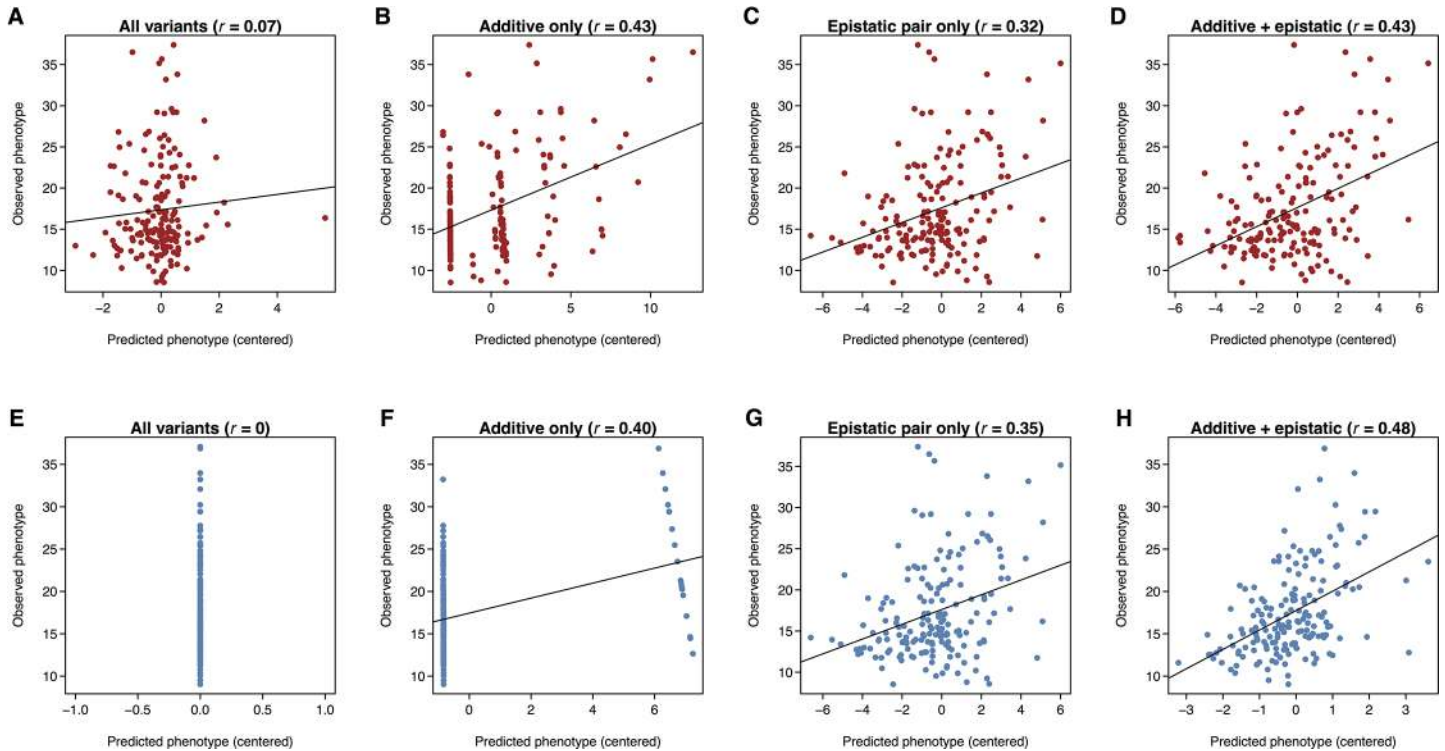 A
All variants (r = 0.07)
35
30
25
20
15
10
Observed phenotype
−2
0
2
4
Predicted phenotype (centered)
B
Additive only (r = 0.43)
35
30
25
20
15
10
Observed phenotype
0
5
10
Predicted phenotype (centered)
C
Epistatic pair only (r = 0.32)
35
30
25
20
15
10
Observed phenotype
−6
−4
−2
0
2
4
6
Predicted phenotype (centered)
D
Additive + epistatic (r = 0.43)
35
30
25
20
15
10
Observed phenotype
−6
−4
−2
0
2
4
6
Predicted phenotype (centered)
E
All variants (r = 0)
35
30
25
20
15
10
Observed phenotype
−1.0
−0.5
0.0
0.5
1.0
Predicted phenotype (centered)
F
Additive only (r = 0.40)
35
30
25
20
15
10
Observed phenotype
0
2
4
6
Predicted phenotype (centered)
G
Epistatic pair only (r = 0.35)
35
30
25
20
15
10
Observed phenotype
−6
−4
−2
0
2
4
6
Predicted phenotype (centered)
H
Additive + epistatic (r = 0.48)
35
30
25
20
15
10
Observed phenotype
−3
−2
−1
0
1
2
3
Predicted phenotype (centered)